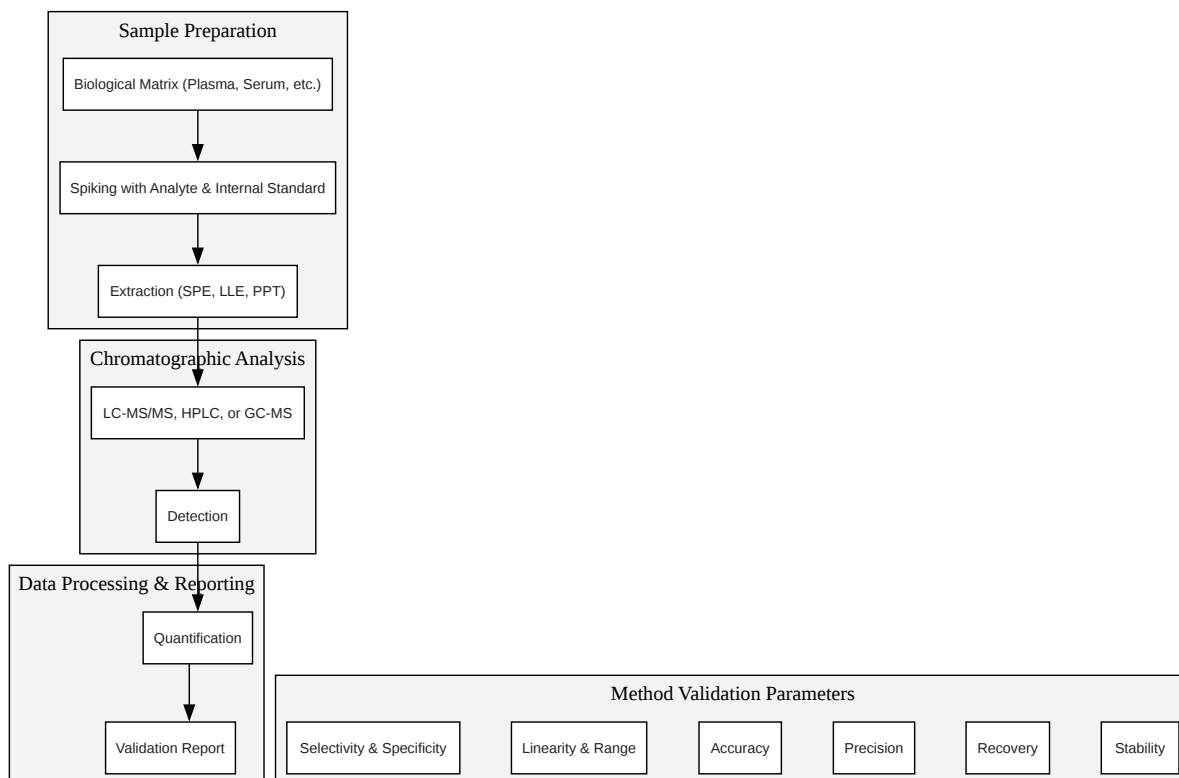 Sample Preparation
Biological Matrix (Plasma, Serum, etc.)
Spiking with Analyte & Internal Standard
Extraction (SPE, LLE, PPT)
Chromatographic Analysis
LC-MS/MS, HPLC, or GC-MS
Detection
Data Processing & Reporting
Quantification
Validation Report
Method Validation Parameters
Selectivity & Specificity
Linearity & Range
Accuracy
Precision
Recovery
Stability